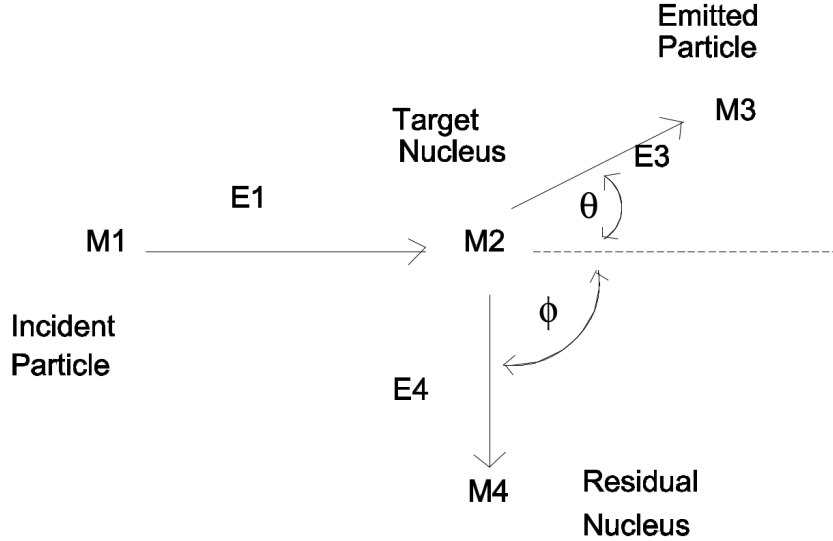 Emitted
Particle
M3
Target
Nucleus
E3
E1
θ
M1
M2
Incident
Particle
ϕ
E4
M4
Residual
Nucleus